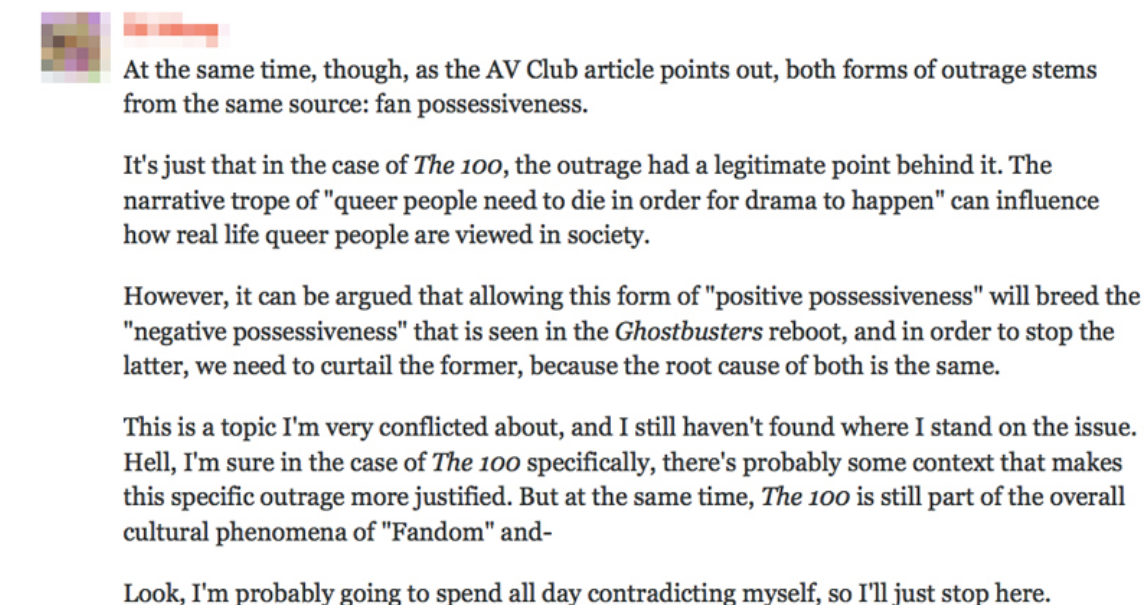 At the same time, though, as the AV Club article points out, both forms of outrage stems
from the same source: fan possessiveness.
It's just that in the case of The 100, the outrage had a legitimate point behind it. The
narrative trope of "queer people need to die in order for drama to happen" can influence
how real life queer people are viewed in society.
However, it can be argued that allowing this form of "positive possessiveness" will breed the
"negative possessiveness" that is seen in the Ghostbusters reboot, and in order to stop the
latter, we need to curtail the former, because the root cause of both is the same.
This is a topic I'm very conflicted about, and I still haven't found where I stand on the issue.
Hell, I'm sure in the case of The 100 specifically, there's probably some context that makes
this specific outrage more justified. But at the same time, The 100 is still part of the overall
cultural phenomena of "Fandom" and-
Look, I'm probably going to spend all day contradicting myself, so I'll just stop here.